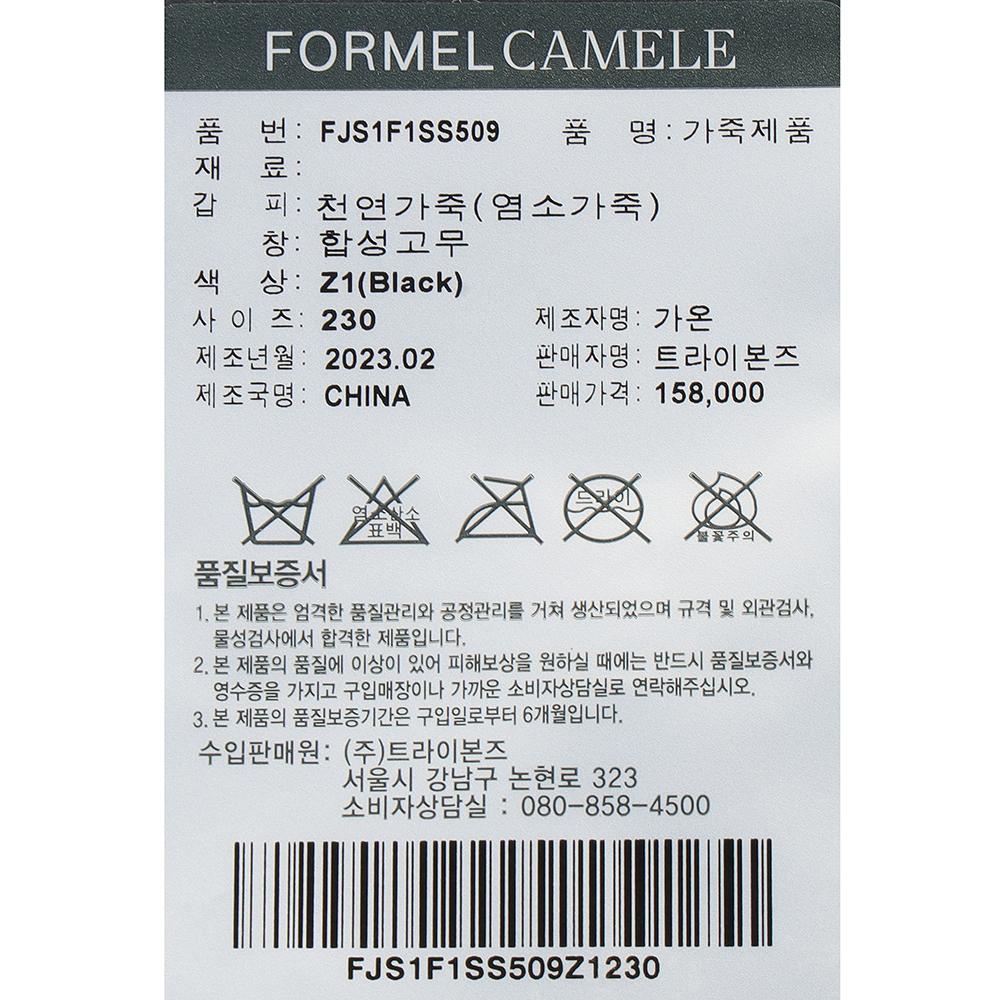 FORMEL CAMELE
품 번: FJS1F1SS509 품 명: 가죽제품
재 료:
갑 피: 천연가죽(염소가죽)
창: 합성고무
색 상: Z1(Black)
사 이 즈: 230 제조자명: 가온
제조년월: 2023.02 판매자명: 트라이본즈
제조국명: CHINA 판매가격: 158,000
염소산소 드라이
표백 불꽃주의
품질보증서
1. 본 제품은 엄격한 품질관리와 공정관리를 거쳐 생산되었으며 규격 및 외관검사,
물성검사에서 합격한 제품입니다.
2. 본 제품의 품질에 이상이 있어 피해보상을 원하실 때에는 반드시 품질보증서와
영수증을 가지고 구입매장이나 가까운 소비자상담실로 연락해주십시오.
3. 본 제품의 품질보증기간은 구입일로부터 6개월입니다.
수입판매원: (주)트라이본즈
서울시 강남구 논현로 323
소비자상담실 : 080-858-4500
FJS1F1SS509Z1230